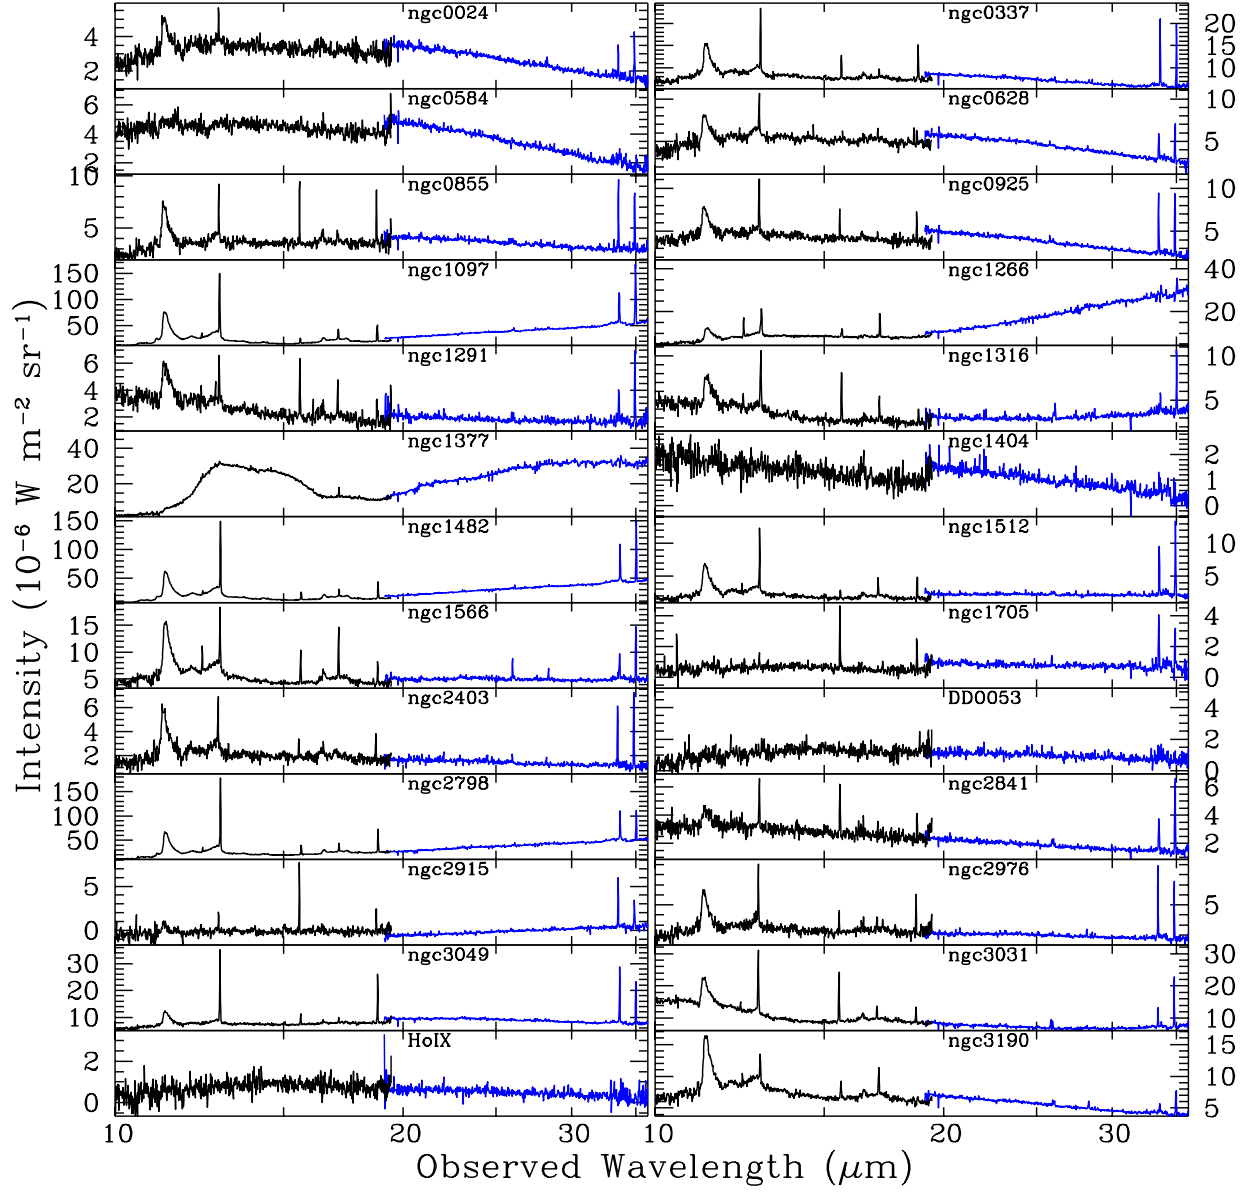 ngc0024 ngc0337
4 2 20 15 10
ngc0584 ngc0628
6 4 2 10 5
ngc0855 ngc0925
10 5 10 5
ngc1097 ngc1266
150 100 50 40 20
ngc1291 ngc1316
6 4 2 10 5
ngc1377 ngc1404
40 20 2 1 0
ngc1482 ngc1512
150 100 50 10 5
ngc1566 ngc1705
15 10 5 4 2 0
ngc2403 DDO053
6 4 2 4 2 0
ngc2798 ngc2841
150 100 50 6 4 2
ngc2915 ngc2976
5 0 5
ngc3049 ngc3031
30 20 10 30 20 10
HoIX ngc3190
2 0 15 10 5
10 20 30 10 20 30
Observed Wavelength (μm)
Intensity (10⁻⁶ W m⁻² sr⁻¹)